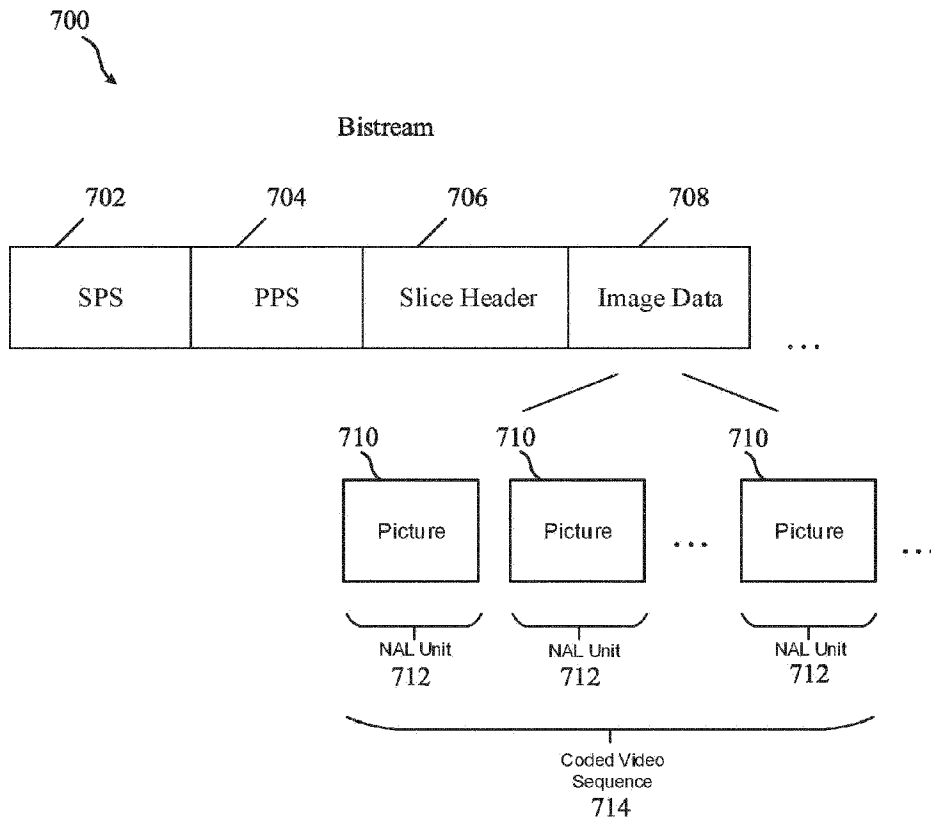 700
Bistream
702 704 706 708
SPS PPS Slice Header Image Data ...
710 710 710
Picture Picture ... Picture ...
NAL Unit NAL Unit NAL Unit
712 712 712
Coded Video
Sequence
714